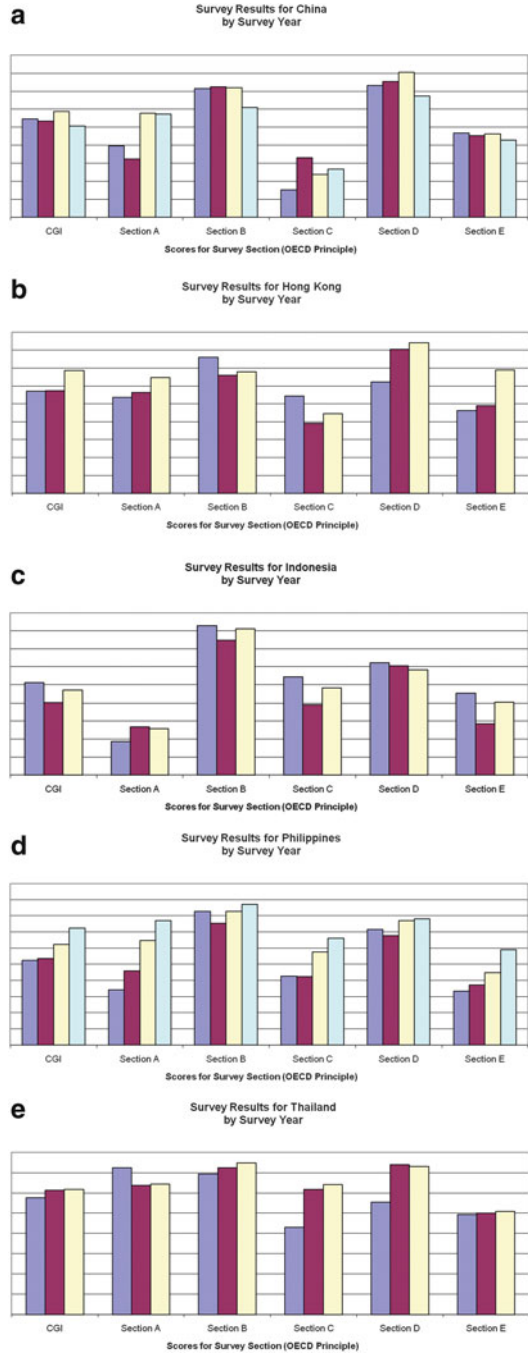 a
Survey Results for China
by Survey Year
CGI Section A Section B Section C Section D Section E
Scores for Survey Section (OECD Principle)
b
Survey Results for Hong Kong
by Survey Year
CGI Section A Section B Section C Section D Section E
Scores for Survey Section (OECD Principle)
c
Survey Results for Indonesia
by Survey Year
CGI Section A Section B Section C Section D Section E
Scores for Survey Section (OECD Principle)
d
Survey Results for Philippines
by Survey Year
CGI Section A Section B Section C Section D Section E
Scores for Survey Section (OECD Principle)
e
Survey Results for Thailand
by Survey Year
CGI Section A Section B Section C Section D Section E
Scores for Survey Section (OECD Principle)